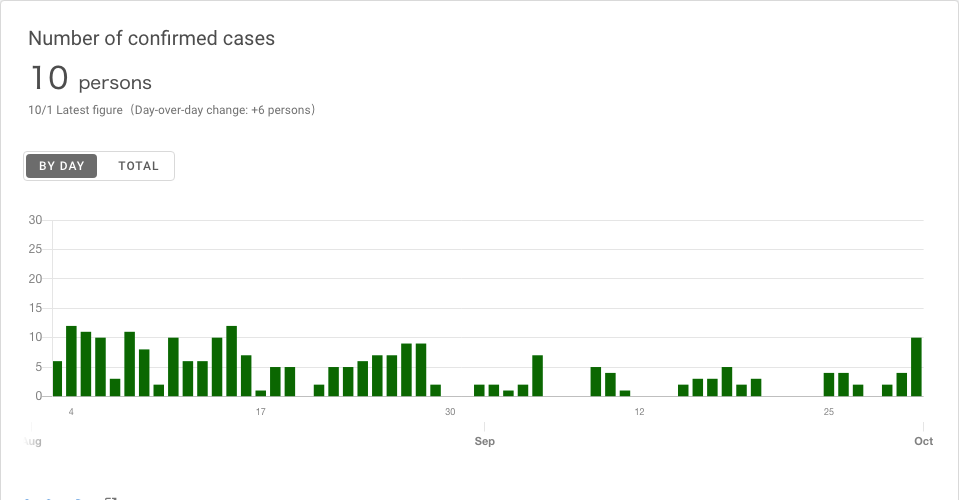 Number of confirmed cases
10 persons
10/1 Latest figure（Day-over-day change: +6 persons）
BY DAY TOTAL
30
25
20
15
10
5
0
4 17 30 12 25
Aug Sep Oct